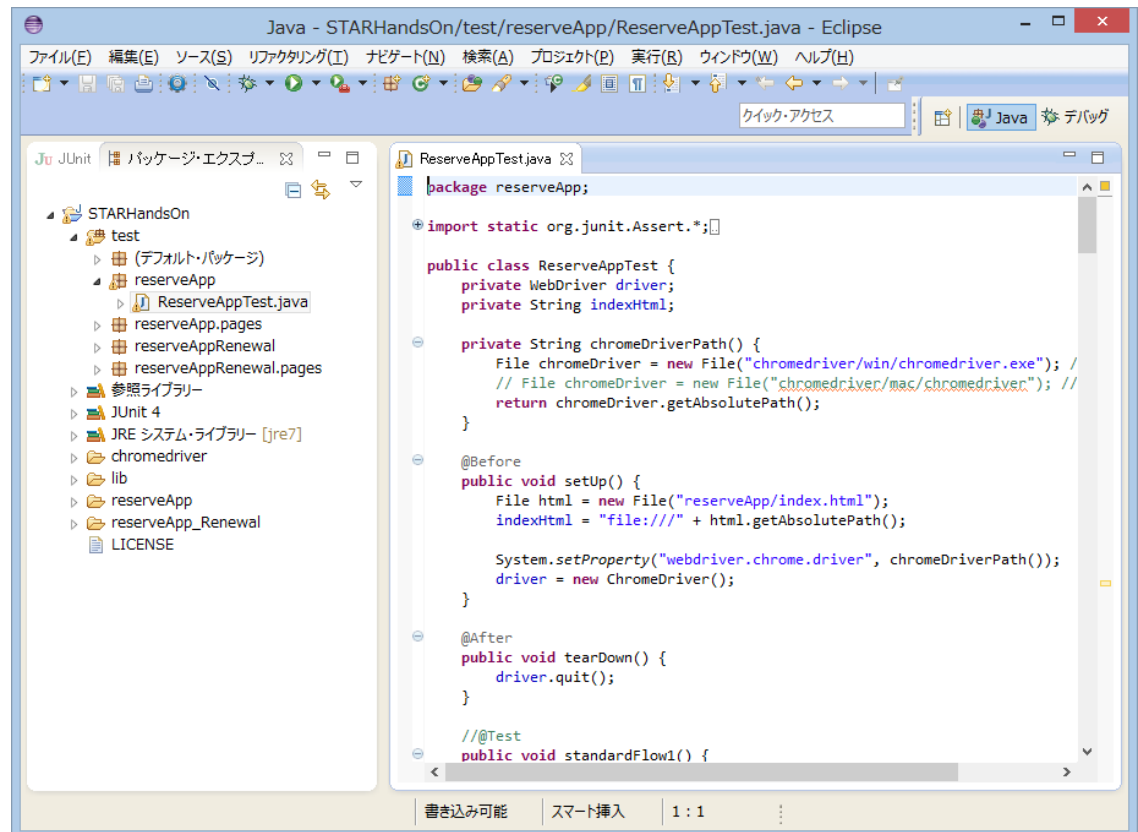 Java - STARHandsOn/test/reserveApp/ReserveAppTest.java - Eclipse
ファイル(F) 編集(E) ソース(S) リファクタリング(T) ナビゲート(N) 検索(A) プロジェクト(P) 実行(R) ウィンドウ(W) ヘルプ(H)
クイック・アクセス
Java デバッグ
JUnit パッケージ・エクスプ...
STARHandsOn
test
(デフォルト・パッケージ)
reserveApp
ReserveAppTest.java
reserveApp.pages
reserveAppRenewal
reserveAppRenewal.pages
参照ライブラリー
JUnit 4
JRE システム・ライブラリー [jre7]
chromedriver
lib
reserveApp
reserveApp_Renewal
LICENSE
ReserveAppTest.java
package reserveApp;
import static org.junit.Assert.*;
public class ReserveAppTest {
private WebDriver driver;
private String indexHtml;
private String chromeDriverPath() {
File chromeDriver = new File("chromedriver/win/chromedriver.exe"); /
// File chromeDriver = new File("chromedriver/mac/chromedriver"); //
return chromeDriver.getAbsolutePath();
}
@Before
public void setUp() {
File html = new File("reserveApp/index.html");
indexHtml = "file:///" + html.getAbsolutePath();
System.setProperty("webdriver.chrome.driver", chromeDriverPath());
driver = new ChromeDriver();
}
@After
public void tearDown() {
driver.quit();
}
//@Test
public void standardFlow1() {
書き込み可能 スマート挿入 1 : 1